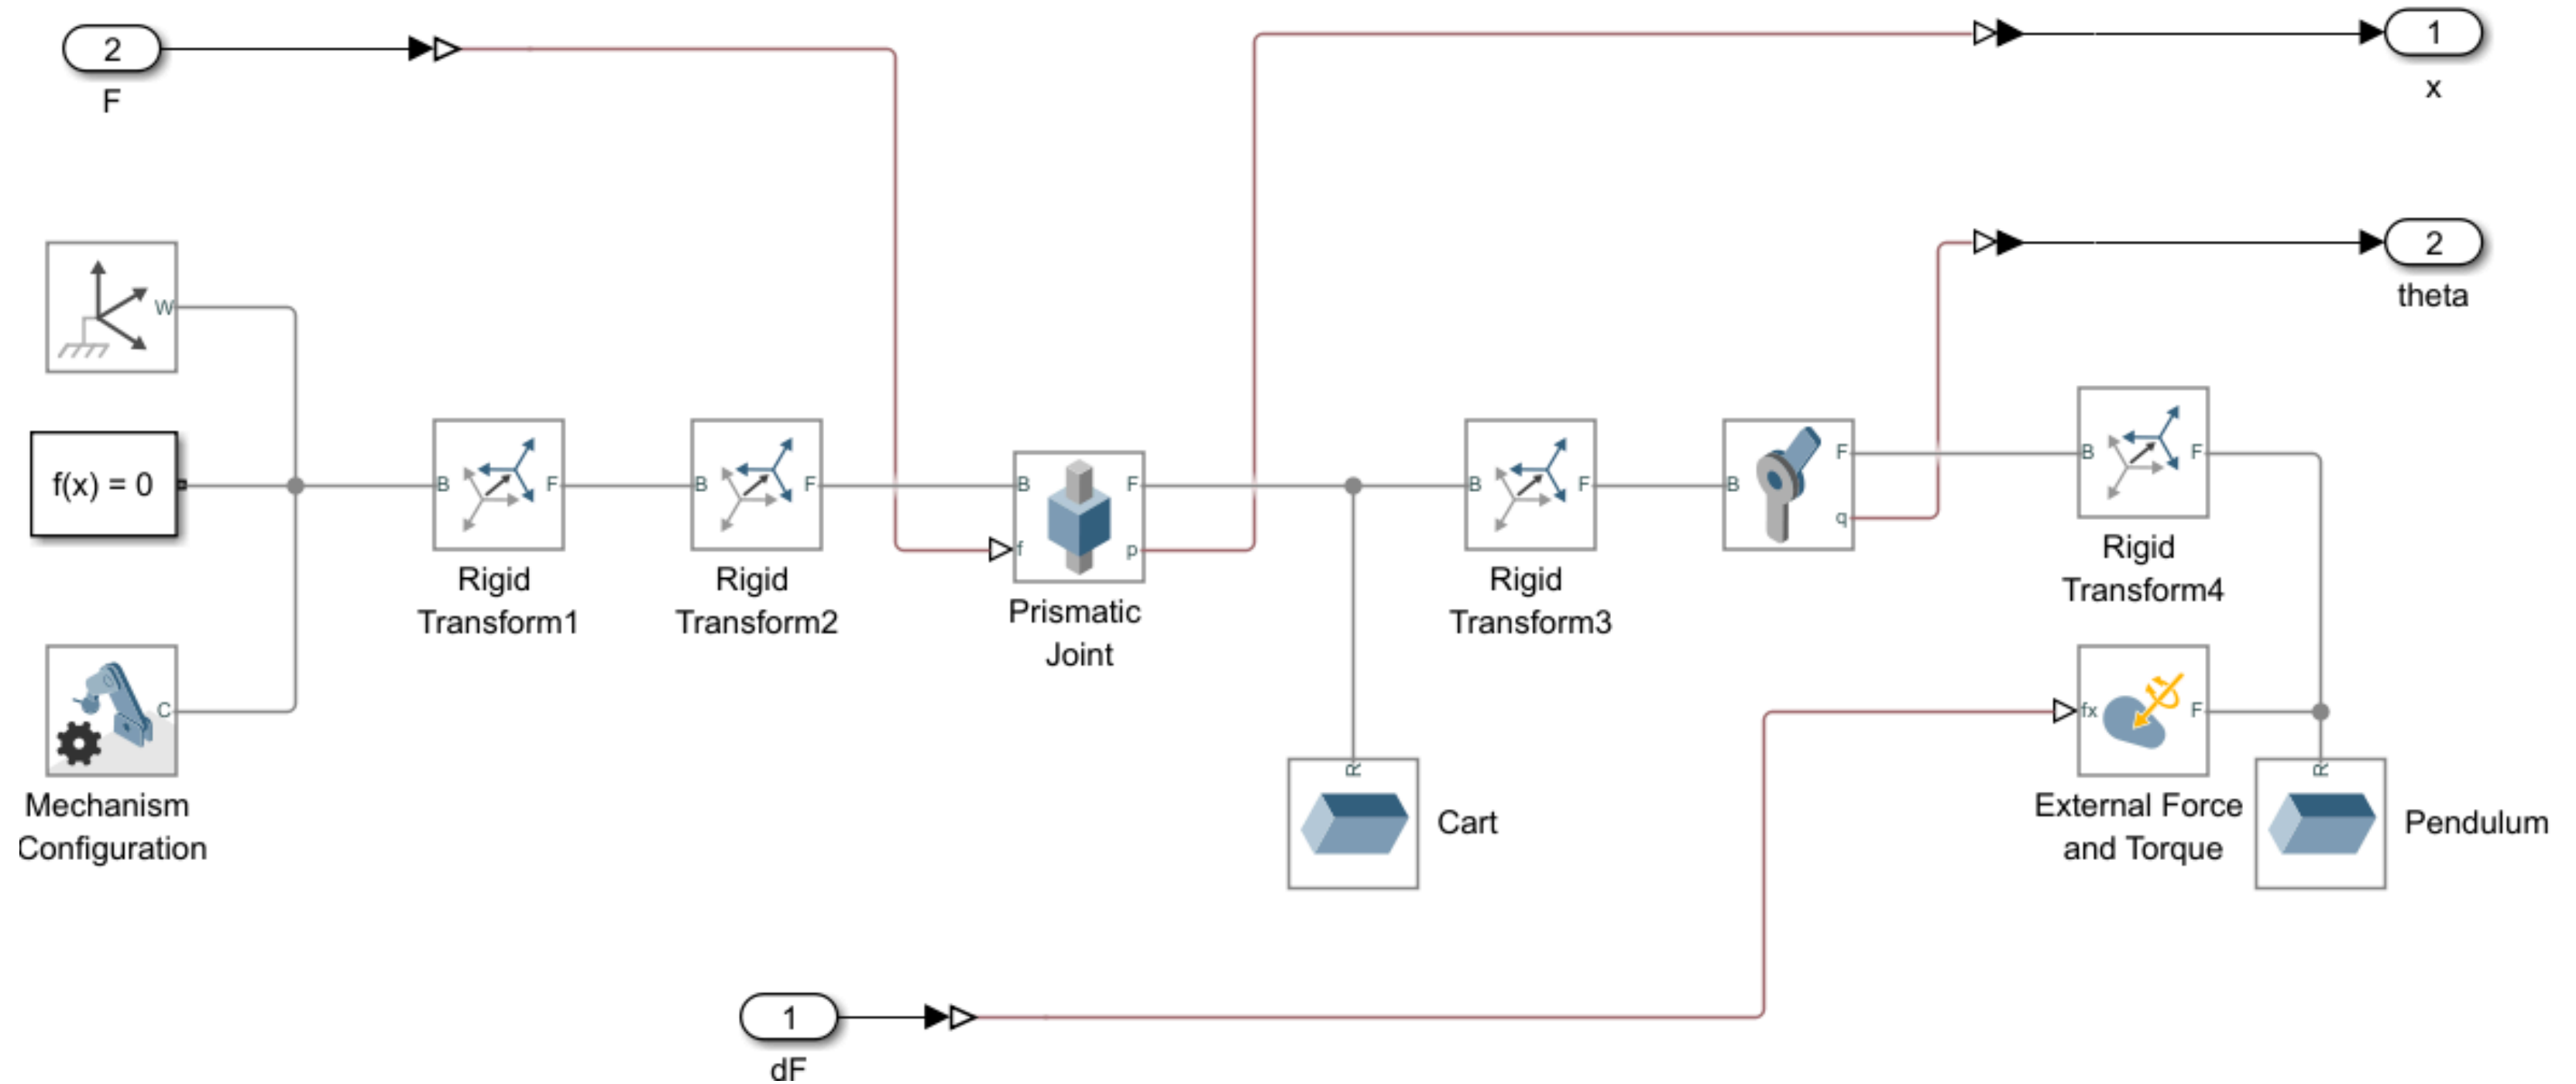 2
F
1
x
2
theta
W
f(x) = 0
C
Mechanism
Configuration
B
F
Rigid
Transform1
B
F
Rigid
Transform2
B
F
f
p
Prismatic
Joint
R
Cart
B
F
Rigid
Transform3
B
F
q
B
F
Rigid
Transform4
fx
F
External Force
and Torque
R
Pendulum
1
dF